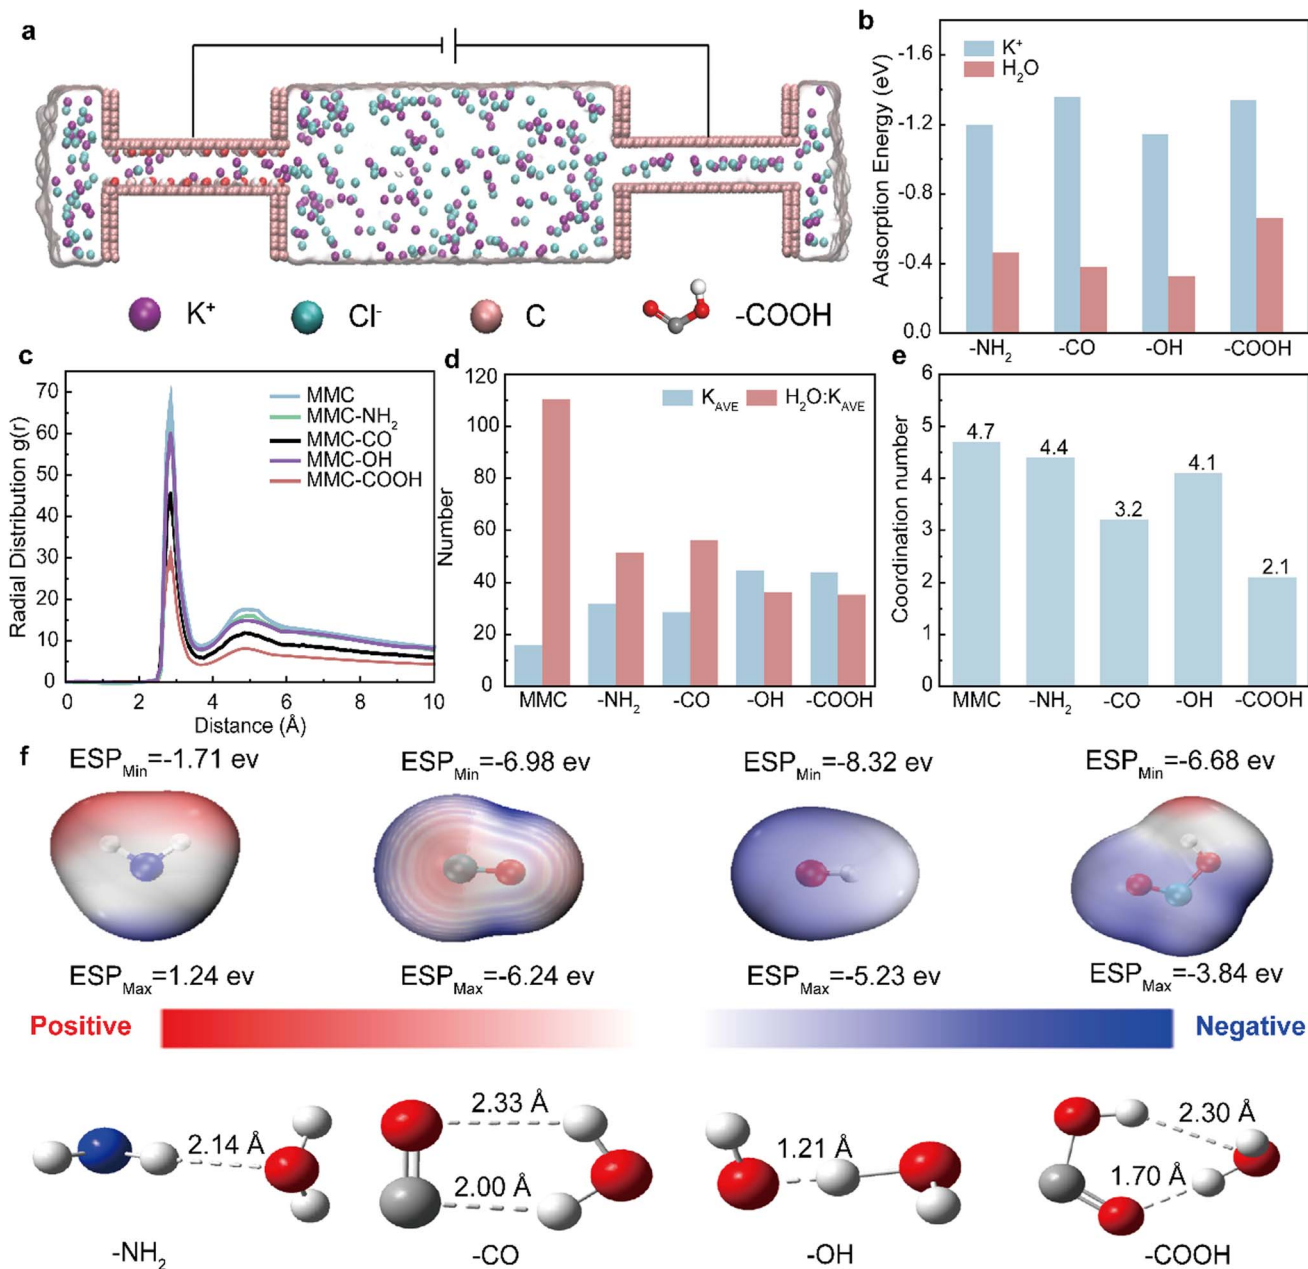 a
K⁺
Cl⁻
C
-COOH
b
Adsorption Energy (eV)
-1.6
-1.2
-0.8
-0.4
0.0
K⁺
H₂O
-NH₂ -CO -OH -COOH
c
Radial Distribution g(r)
70
60
50
40
30
20
10
0
MMC
MMC-NH₂
MMC-CO
MMC-OH
MMC-COOH
0 2 4 6 8 10
Distance (Å)
d
Number
120
100
80
60
40
20
0
K_AVE H₂O:K_AVE
MMC -NH₂ -CO -OH -COOH
e
Coordination number
6
5
4
3
2
1
0
4.7 4.4 3.2 4.1 2.1
MMC -NH₂ -CO -OH -COOH
f
ESP_Min=-1.71 ev ESP_Min=-6.98 ev ESP_Min=-8.32 ev ESP_Min=-6.68 ev
ESP_Max=1.24 ev ESP_Max=-6.24 ev ESP_Max=-5.23 ev ESP_Max=-3.84 ev
Positive Negative
2.14 Å
2.33 Å
2.00 Å
1.21 Å
2.30 Å
1.70 Å
-NH₂ -CO -OH -COOH